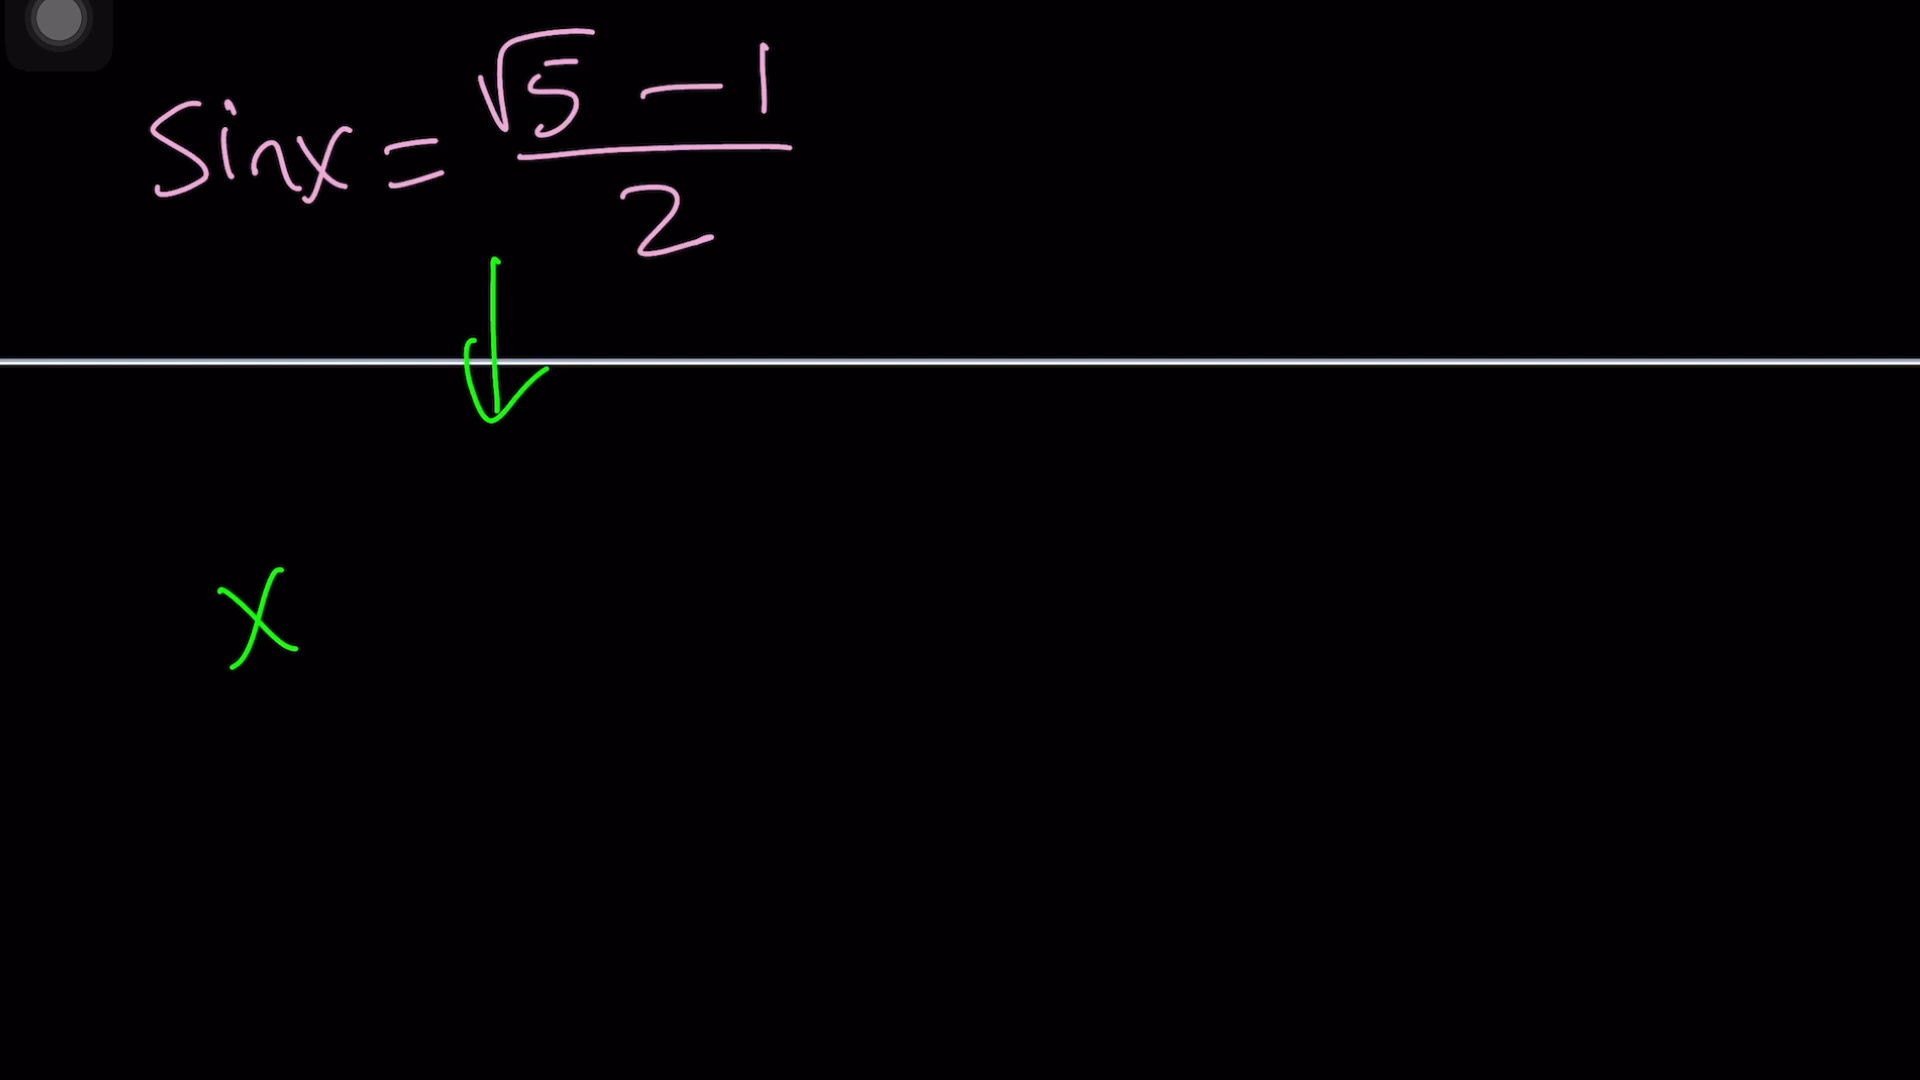 Sinx = √5 - 1 / 2
x